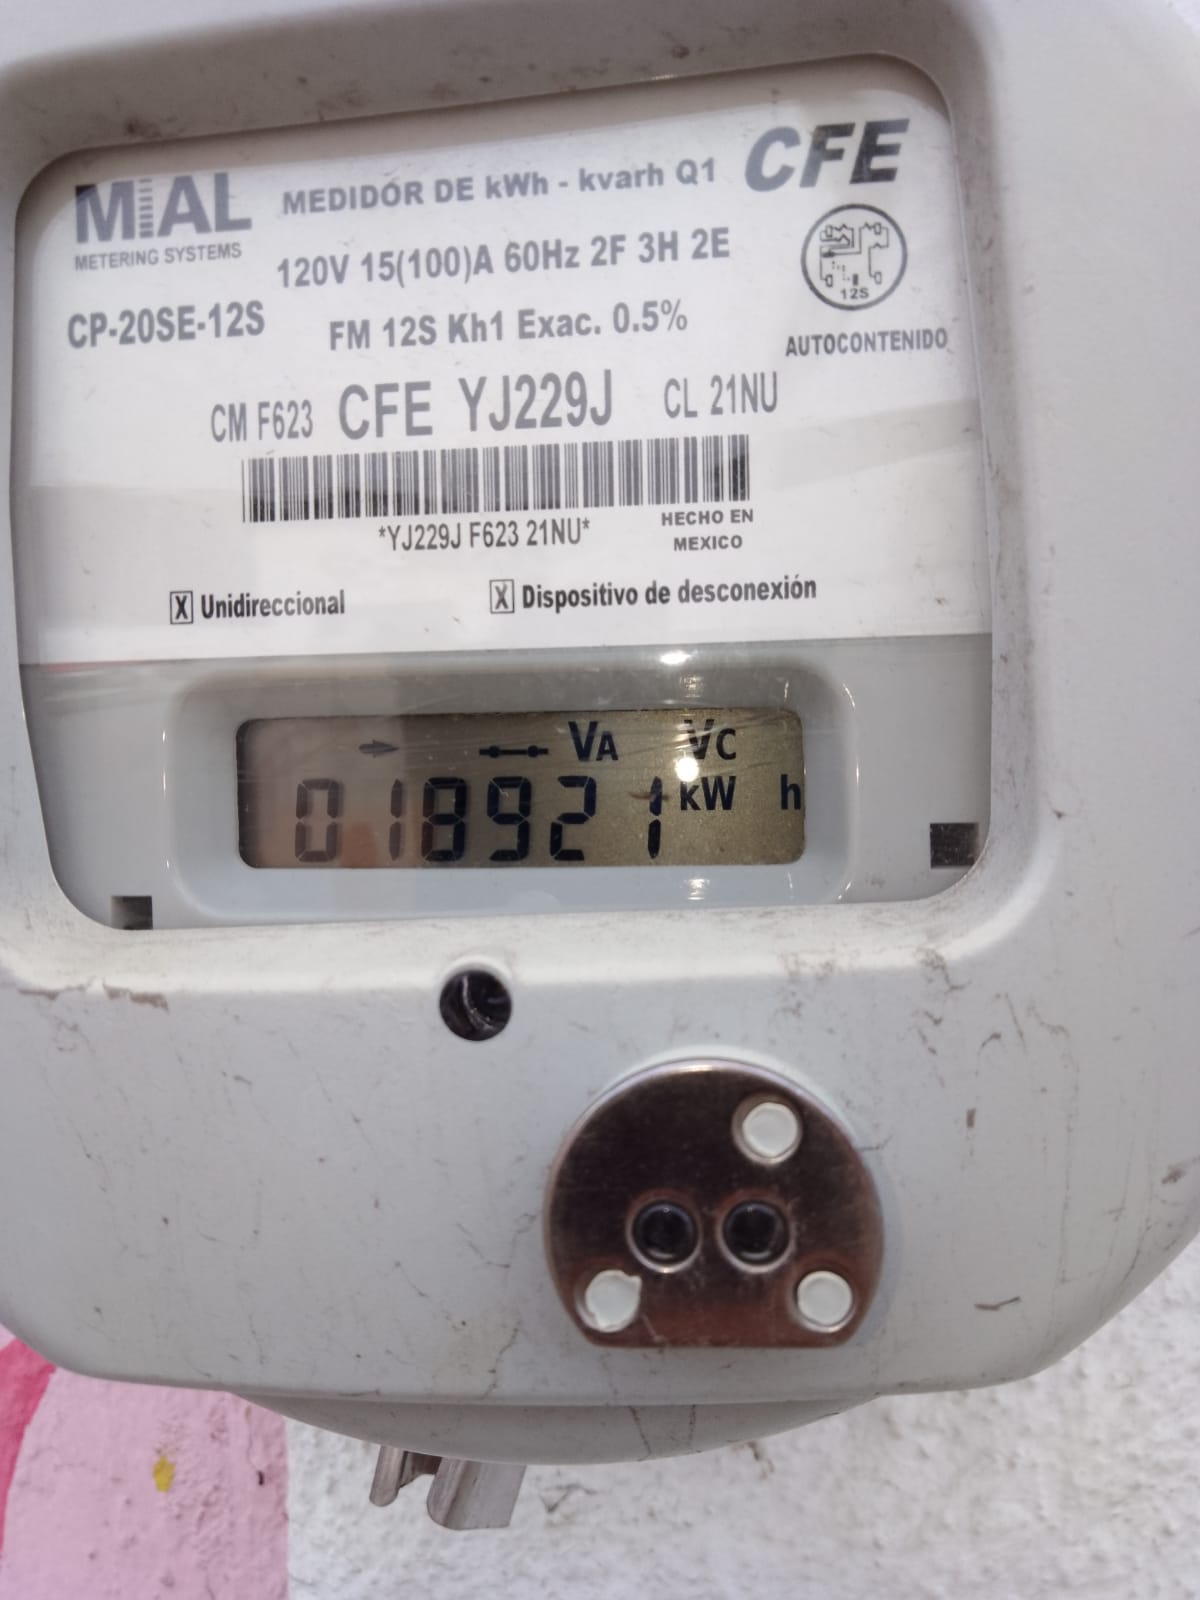 MIAL
METERING SYSTEMS
MEDIDOR DE kWh - kvarh Q1
CFE
120V 15(100)A 60Hz 2F 3H 2E
CP-20SE-12S
FM 12S Kh1 Exac. 0.5%
12S
AUTOCONTENIDO
CM F623 CFE YJ229J CL 21NU
*YJ229J F623 21NU*
HECHO EN
MEXICO
X Unidireccional
X Dispositivo de desconexión
VA VC
018921 kW h